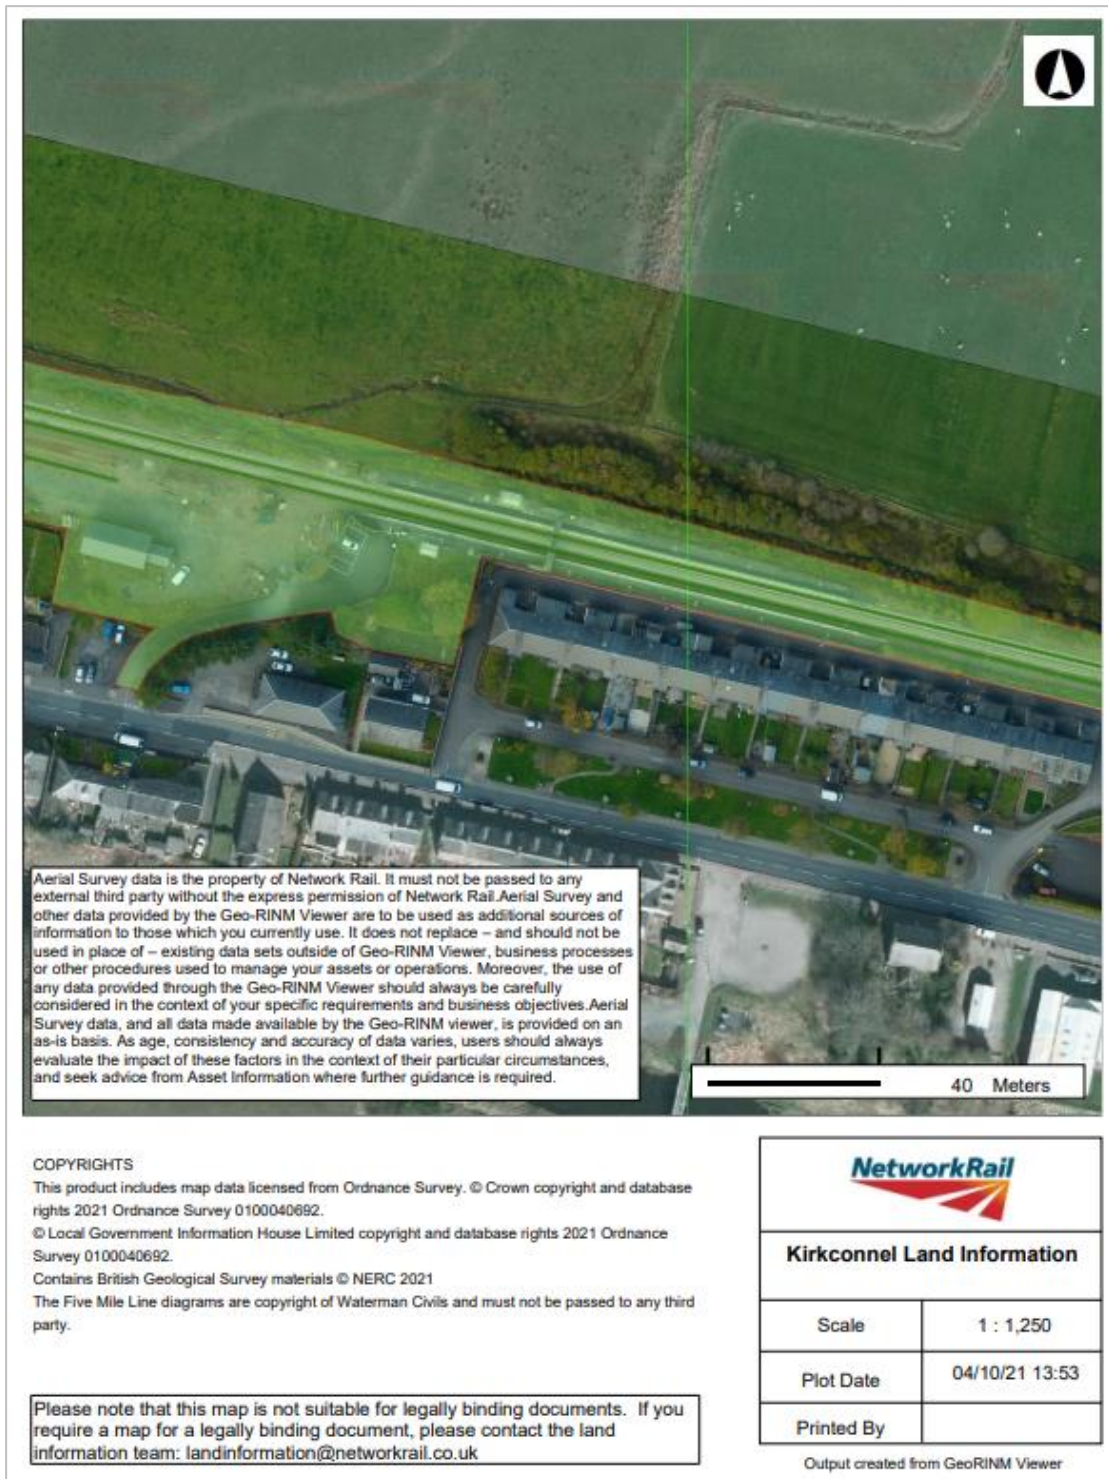 Aerial Survey data is the property of Network Rail. It must not be passed to any
external third party without the express permission of Network Rail.Aerial Survey and
other data provided by the Geo-RINM Viewer are to be used as additional sources of
information to those which you currently use. It does not replace – and should not be
used in place of – existing data sets outside of Geo-RINM Viewer, business processes
or other procedures used to manage your assets or operations. Moreover, the use of
any data provided through the Geo-RINM Viewer should always be carefully
considered in the context of your specific requirements and business objectives.Aerial
Survey data, and all data made available by the Geo-RINM viewer, is provided on an
as-is basis. As age, consistency and accuracy of data varies, users should always
evaluate the impact of these factors in the context of their particular circumstances,
and seek advice from Asset Information where further guidance is required.
40 Meters
COPYRIGHTS
This product includes map data licensed from Ordnance Survey. © Crown copyright and database
rights 2021 Ordnance Survey 0100040692.
© Local Government Information House Limited copyright and database rights 2021 Ordnance
Survey 0100040692.
Contains British Geological Survey materials © NERC 2021
The Five Mile Line diagrams are copyright of Waterman Civils and must not be passed to any third
party.
Please note that this map is not suitable for legally binding documents. If you
require a map for a legally binding document, please contact the land
information team: landinformation@networkrail.co.uk
NetworkRail
Kirkconnel Land Information
Scale 1 : 1,250
Plot Date 04/10/21 13:53
Printed By
Output created from GeoRINM Viewer